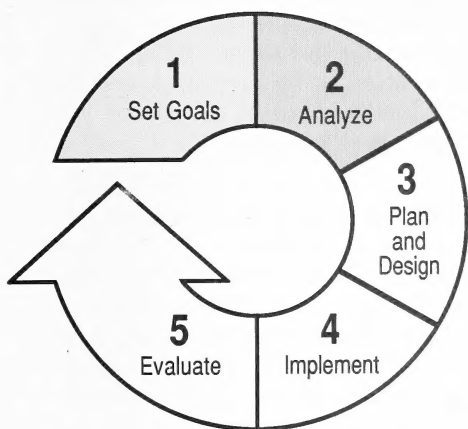 1
Set Goals
2
Analyze
3
Plan
and
Design
4
Implement
5
Evaluate